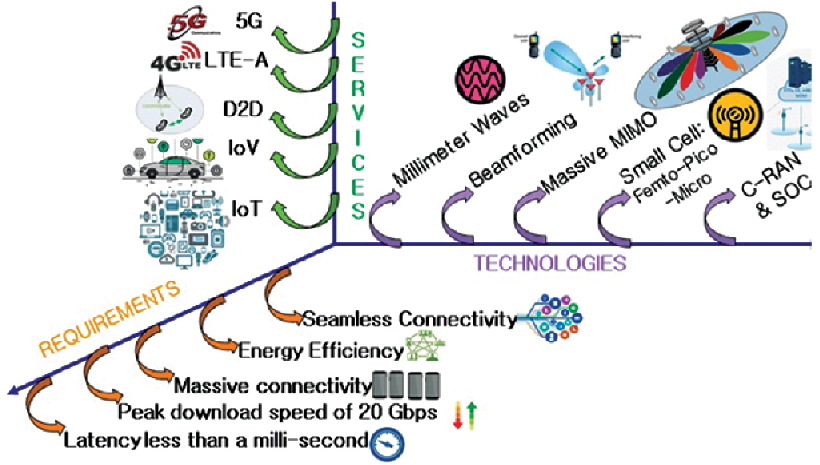 5G
5G
4G LTE
LTE-A
D2D
IoV
IoT
SERVICES
Millimeter Waves
Beamforming
Massive MIMO
Small Cell:
Femto-Pico
-Micro
C-RAN
& SOC
TECHNOLOGIES
REQUIREMENTS
Seamless Connectivity
Energy Efficiency
Massive connectivity
Peak download speed of 20 Gbps
Latencyless than a milli-second